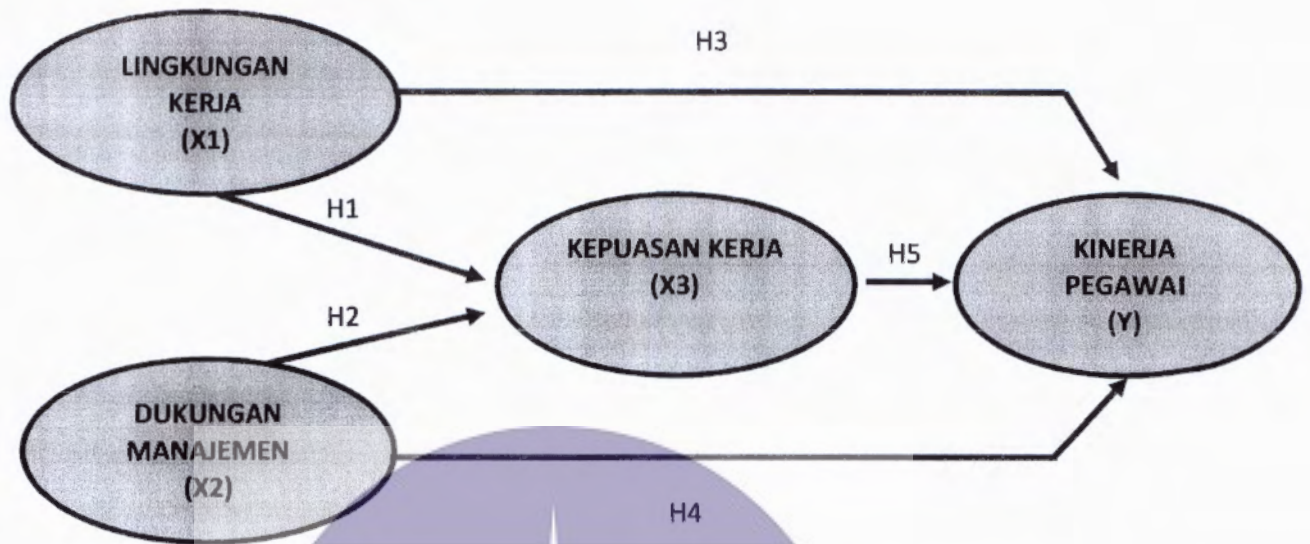 LINGKUNGAN
KERJA
(X1)
H3
H1
KEPUASAN KERJA
(X3)
H5
KINERJA
PEGAWAI
(Y)
H2
DUKUNGAN
MANAJEMEN
(X2)
H4